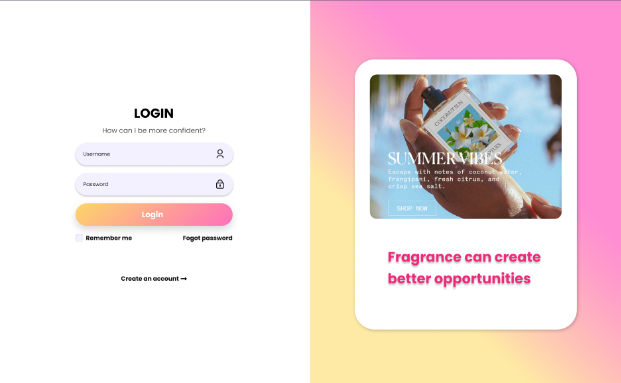 LOGIN
How can I be more confident?
Username
Password
Login
Remember me
Fogot password
Create an account →
SUMMER VIBES
Escape with notes of coconut water,
frangipani, fresh citrus, and
crisp sea salt.
SHOP NOW
Fragrance can create
better opportunities